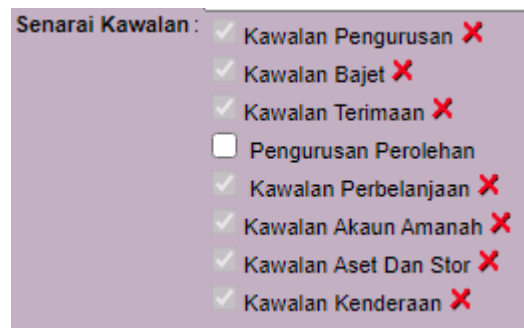 Senarai Kawalan : Kawalan Pengurusan
Kawalan Bajet
Kawalan Terimaan
Pengurusan Perolehan
Kawalan Perbelanjaan
Kawalan Akaun Amanah
Kawalan Aset Dan Stor
Kawalan Kenderaan